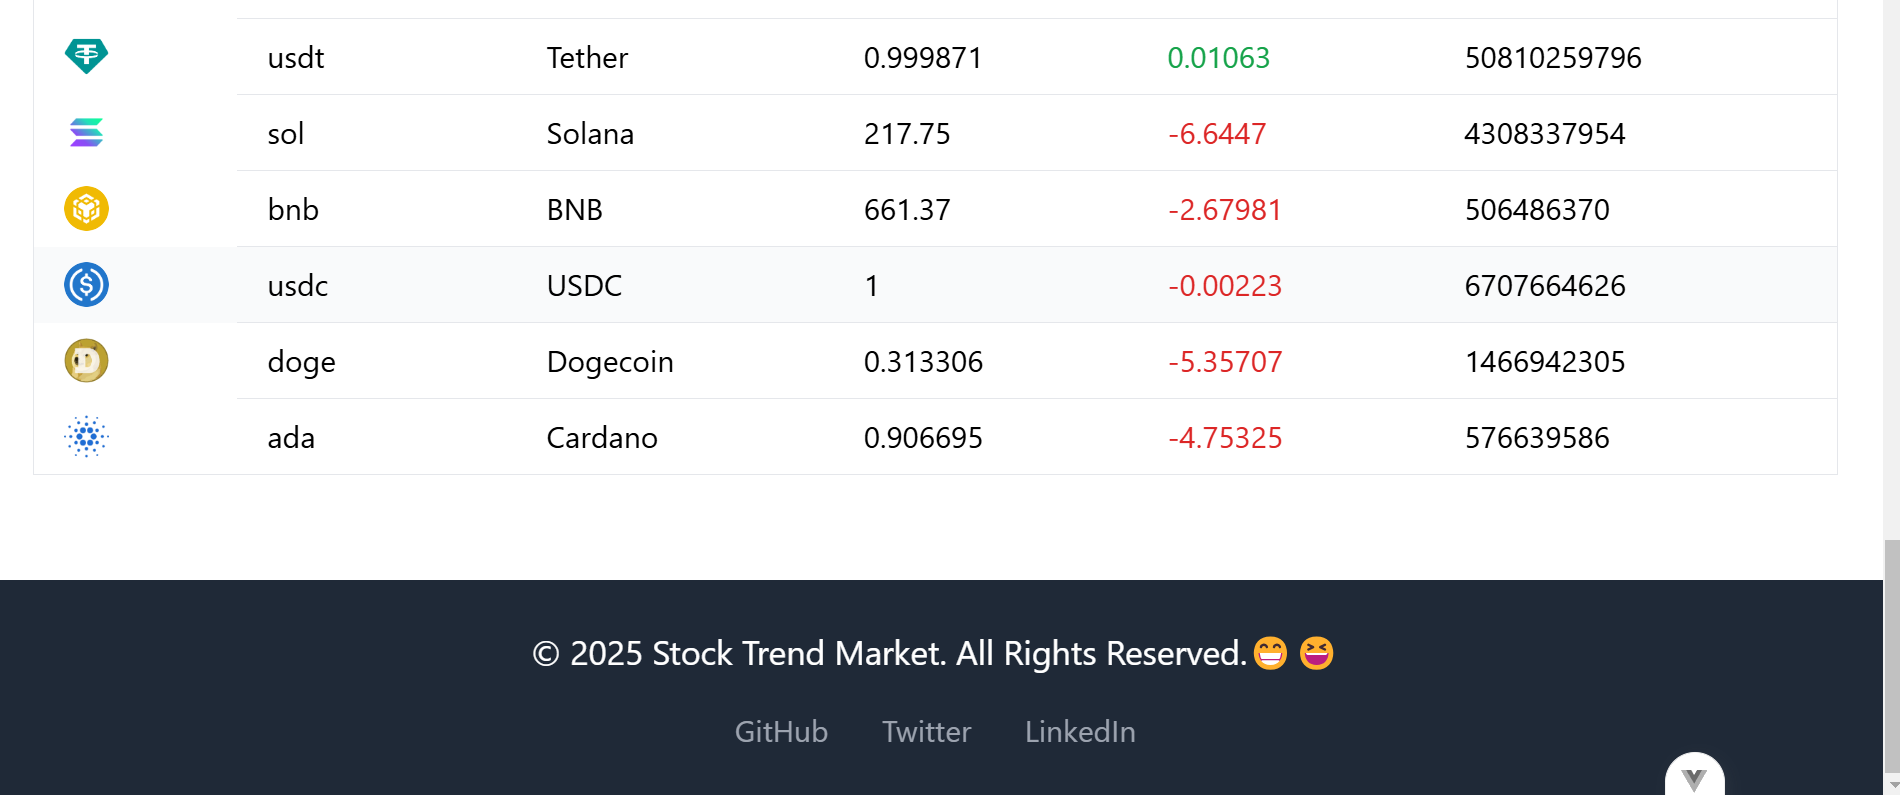 usdt Tether 0.999871 0.01063 50810259796
sol Solana 217.75 -6.6447 4308337954
bnb BNB 661.37 -2.67981 506486370
usdc USDC 1 -0.00223 6707664626
doge Dogecoin 0.313306 -5.35707 1466942305
ada Cardano 0.906695 -4.75325 576639586
© 2025 Stock Trend Market. All Rights Reserved.😁 😆
GitHub Twitter LinkedIn